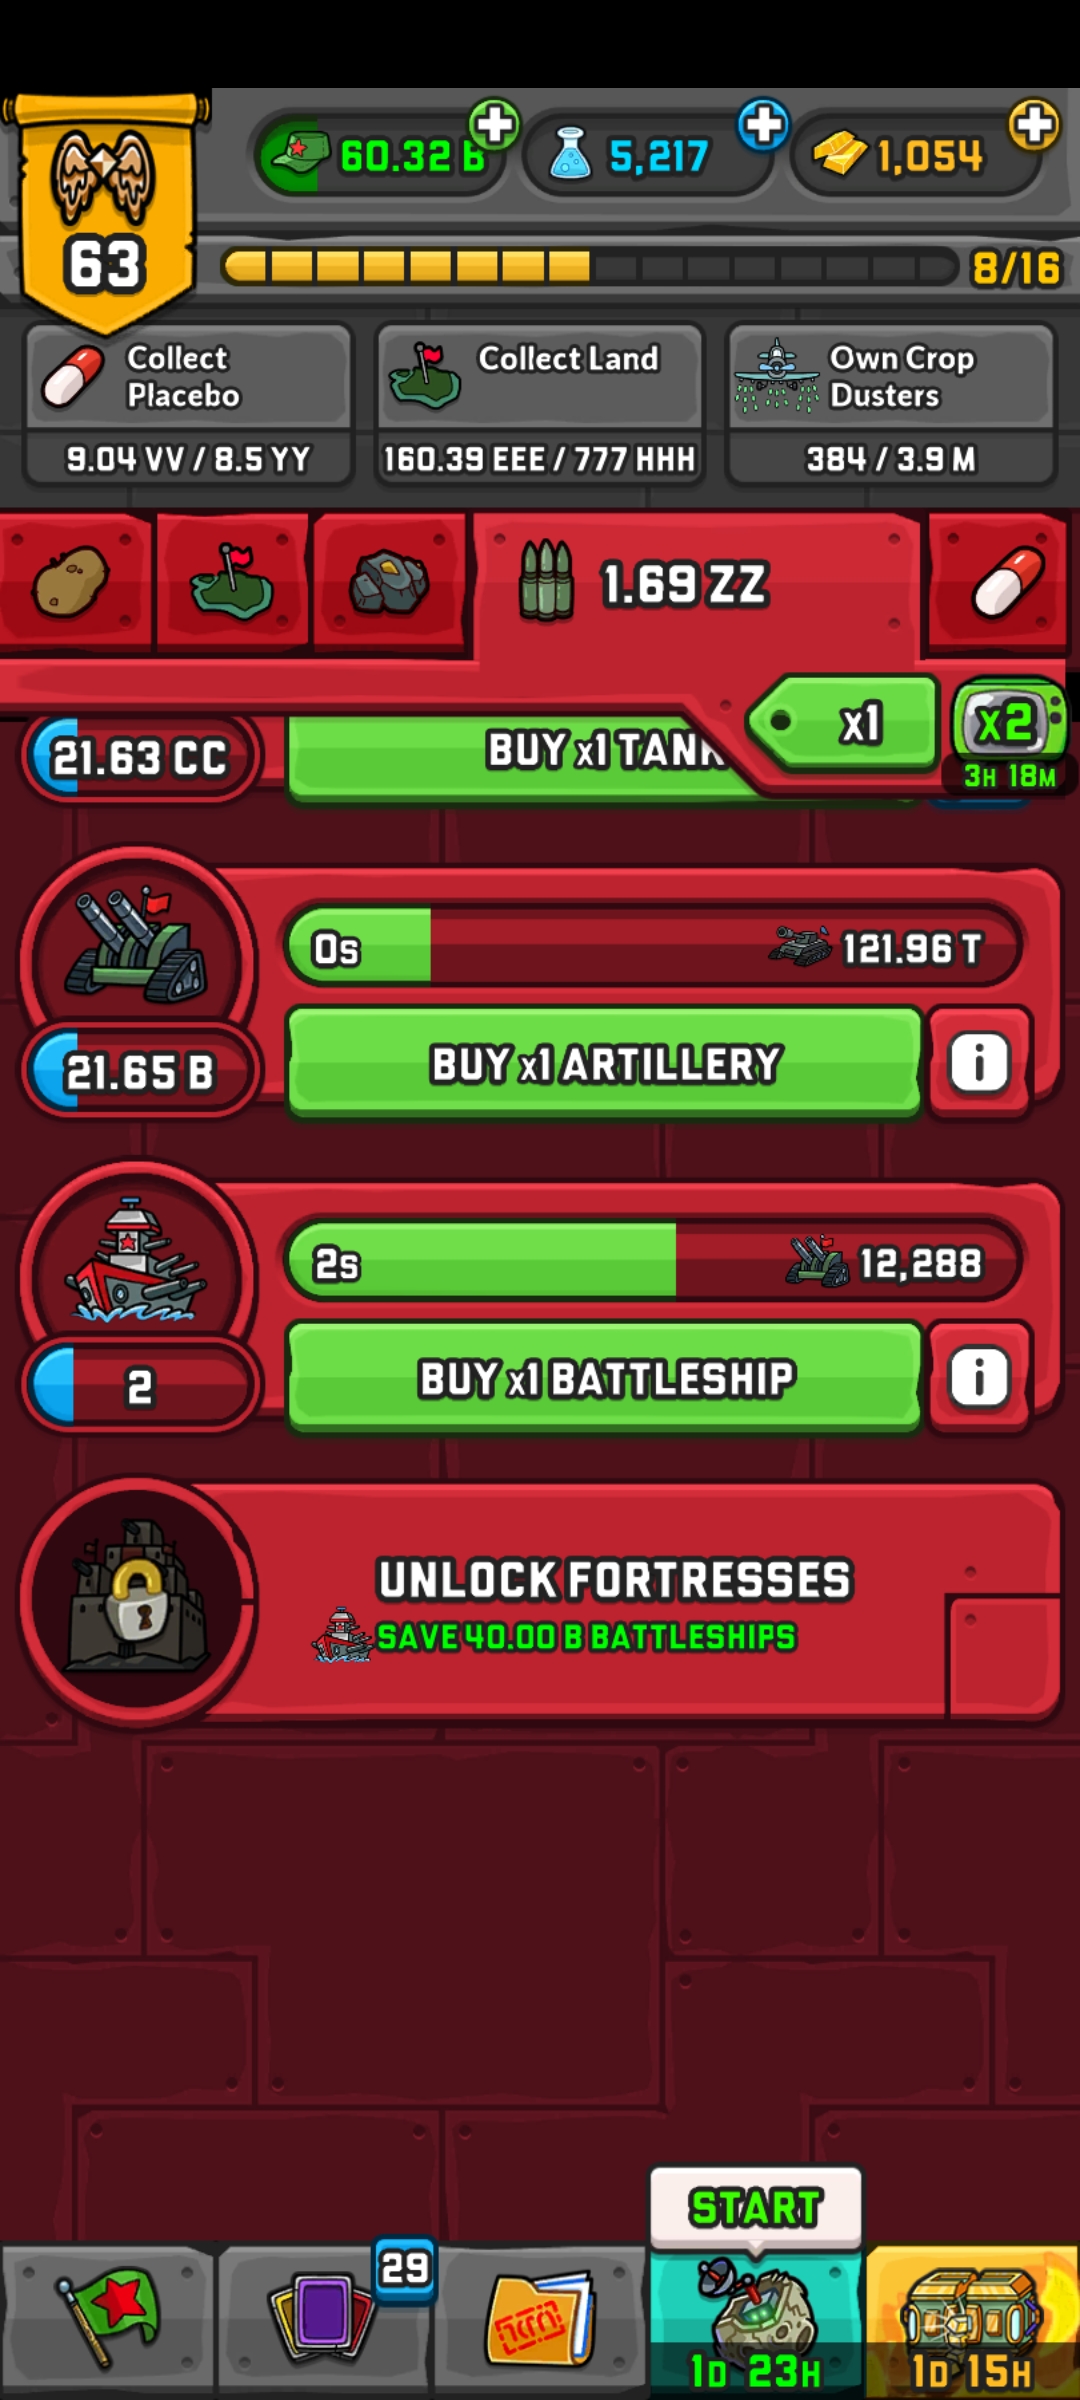 60.32 B
5,217
1,054
63
8/16
Collect
Placebo
9.04 VV / 8.5 YY
Collect Land
160.39 EEE / 777 HHH
Own Crop
Dusters
384 / 3.9 M
1.69 ZZ
x1
x2
3H 18M
21.63 CC
BUY x1 TANK
0s
121.96 T
21.65 B
BUY x1 ARTILLERY
i
2s
12,288
2
BUY x1 BATTLESHIP
i
UNLOCK FORTRESSES
SAVE 40.00 B BATTLESHIPS
START
29
1D 23H
1D 15H